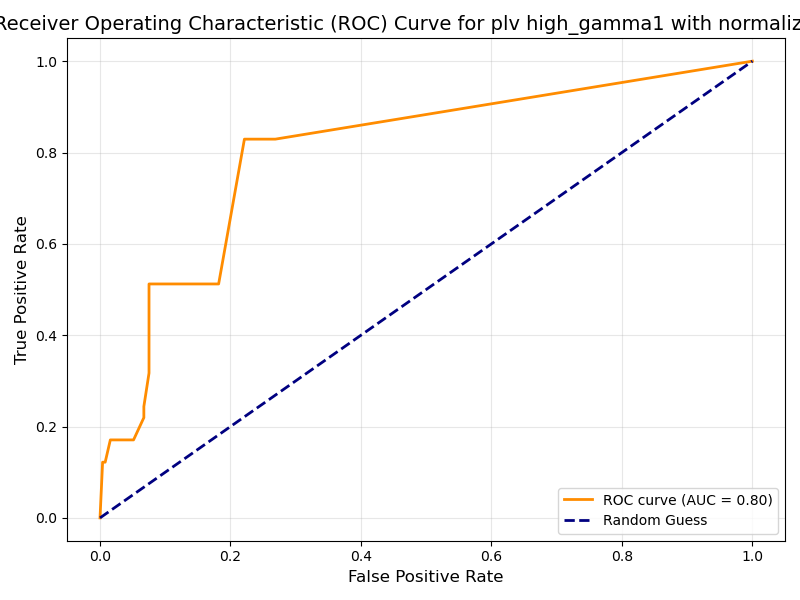 Receiver Operating Characteristic (ROC) Curve for plv high_gamma1 with normaliz
1.0
0.8
0.6
0.4
0.2
0.0
True Positive Rate
0.0 0.2 0.4 0.6 0.8 1.0
False Positive Rate
ROC curve (AUC = 0.80)
Random Guess